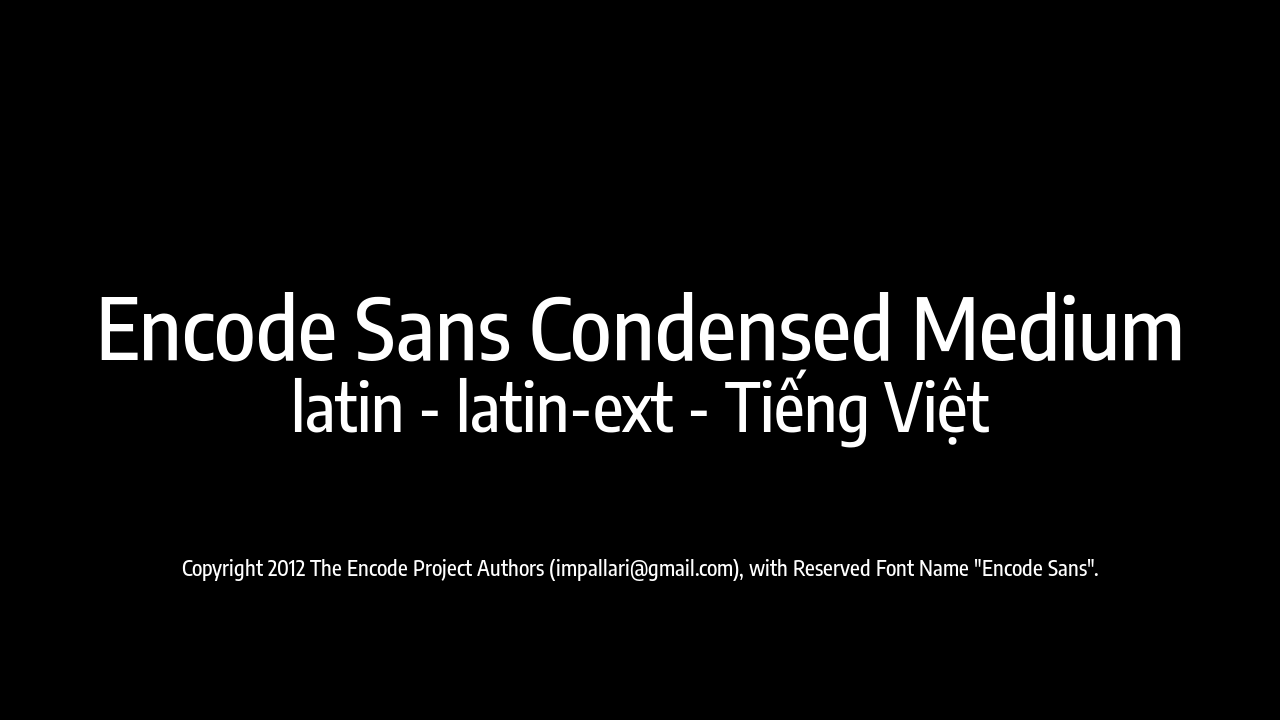 Encode Sans Condensed Medium
latin - latin-ext - Tiếng Việt
Copyright 2012 The Encode Project Authors (impallari@gmail.com), with Reserved Font Name "Encode Sans".